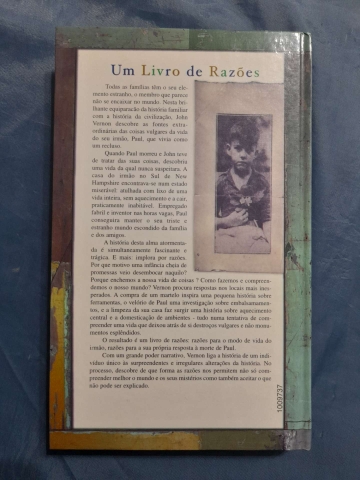 Um Livro de Razões
Todas as famílias têm o seu ele-
mento estranho, o membro que parece
não se encaixar no mundo. Nesta bri-
lhante equiparação da história familiar
com a história da civilização, John
Vernon descobre as fontes extra-
ordinárias das coisas vulgares da vida
do seu irmão, Paul, que vivia como
um recluso.
Quando Paul morreu e John teve
de tratar das suas coisas, descobriu
uma vida da qual nunca suspeitara. A
casa do irmão no Sul de New
Hampshire encontrava-se num estado
miserável: atulhada com lixo de uma
vida inteira, sem aquecimento e a cair,
praticamente inabitável. Empregado
fabril e inventor nas horas vagas, Paul
conseguira manter o seu triste e
estranho mundo escondido da família
e dos amigos.
A história desta alma atormenta-
da é simultaneamente fascinante e
trágica. E mais: implora por razões.
Por que motivo uma infância cheia de
promessas veio desembocar naquilo?
Porque enchemos a nossa vida de coisas ? Como fazemos e compreen-
demos o nosso mundo? Vernon procura respostas nos locais mais ines-
perados. A compra de um martelo inspira uma pequena história sobre
ferramentas, o velório de Paul uma investigação sobre embalsamamen-
tos; e a limpeza da sua casa faz surgir uma história sobre aquecimento
central e a domesticação de ambientes - tudo numa tentativa de com-
preender uma vida que deixou atrás de si destroços vulgares e não monu-
mentos esplêndidos.
O resultado é um livro de razões: razões para o modo de vida do
irmão, razões para a sua própria resposta à morte de Paul.
Com um grande poder narrativo, Vernon liga a história de um indi-
víduo único às surpreendentes e irregulares alterações da história. No
processo, descobre de que forma as razões nos permitem não só com-
preender melhor o mundo e os seus mistérios como também aceitar o que
não pode ser explicado.
1009737